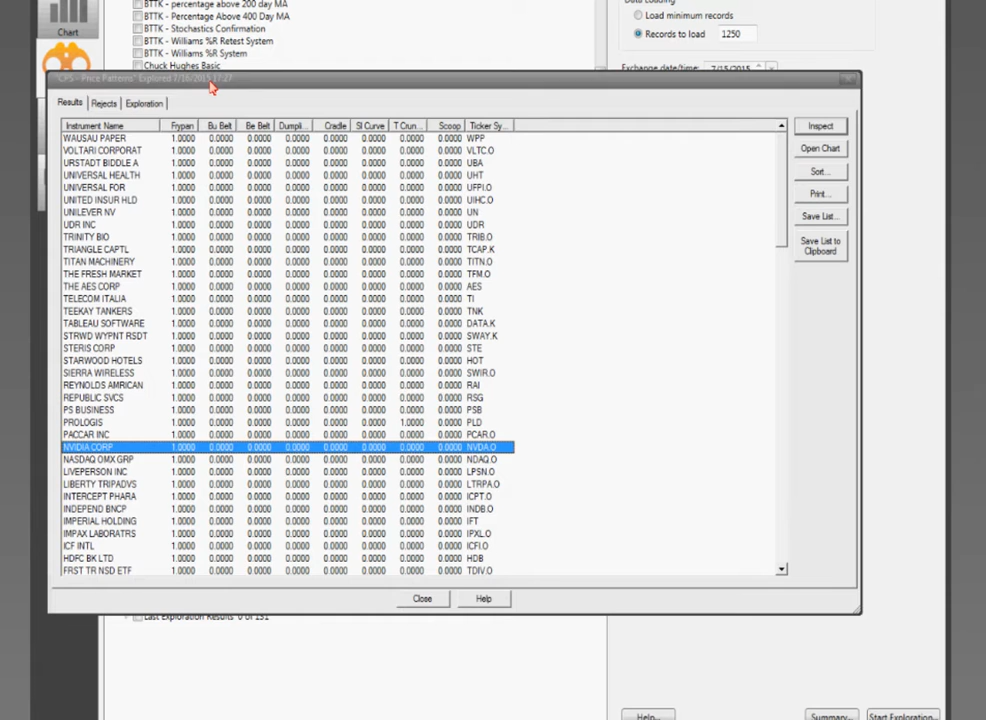 BTTK - percentage above 200 day MA
BTTK - Percentage Above 400 Day MA
BTTK - Stochastics Confirmation
BTTK - Williams %R Retest System
BTTK - Williams %R System
Chuck Hughes Basic
Chart
Data Loading
Load minimum records
Records to load 1250
Exchange date/time: 7/15/2015
"CPS - Price Patterns" Explored 7/16/2015 17:27
Results Rejects Exploration
Instrument Name Frypan Bu Belt Be Belt Dumpli... Cradle Sl Curve T Crun... Scoop Ticker Sy...
WAUSAU PAPER 1.0000 0.0000 0.0000 0.0000 0.0000 0.0000 0.0000 0.0000 WPP
VOLTARI CORPORAT 1.0000 0.0000 0.0000 0.0000 0.0000 0.0000 0.0000 0.0000 VLTC.O
URSTADT BIDDLE A 1.0000 0.0000 0.0000 0.0000 0.0000 0.0000 0.0000 0.0000 UBA
UNIVERSAL HEALTH 1.0000 0.0000 0.0000 0.0000 0.0000 0.0000 0.0000 0.0000 UHT
UNIVERSAL FOR 1.0000 0.0000 0.0000 0.0000 0.0000 0.0000 0.0000 0.0000 UFPI.O
UNITED INSUR HLD 1.0000 0.0000 0.0000 0.0000 0.0000 0.0000 0.0000 0.0000 UIHC.O
UNILEVER NV 1.0000 0.0000 0.0000 0.0000 0.0000 0.0000 0.0000 0.0000 UN
UDR INC 1.0000 0.0000 0.0000 0.0000 0.0000 0.0000 0.0000 0.0000 UDR
TRINITY BIO 1.0000 0.0000 0.0000 0.0000 0.0000 0.0000 0.0000 0.0000 TRIB.O
TRIANGLE CAPTL 1.0000 0.0000 0.0000 0.0000 0.0000 0.0000 0.0000 0.0000 TCAP.K
TITAN MACHINERY 1.0000 0.0000 0.0000 0.0000 0.0000 0.0000 0.0000 0.0000 TITN.O
THE FRESH MARKET 1.0000 0.0000 0.0000 0.0000 0.0000 0.0000 0.0000 0.0000 TFM.O
THE AES CORP 1.0000 0.0000 0.0000 0.0000 0.0000 0.0000 0.0000 0.0000 AES
TELECOM ITALIA 1.0000 0.0000 0.0000 0.0000 0.0000 0.0000 0.0000 0.0000 TI
TEEKAY TANKERS 1.0000 0.0000 0.0000 0.0000 0.0000 0.0000 0.0000 0.0000 TNK
TABLEAU SOFTWARE 1.0000 0.0000 0.0000 0.0000 0.0000 0.0000 0.0000 0.0000 DATA.K
STRWD WYPNT RSDT 1.0000 0.0000 0.0000 0.0000 0.0000 0.0000 0.0000 0.0000 SWAY.K
STERIS CORP 1.0000 0.0000 0.0000 0.0000 0.0000 0.0000 0.0000 0.0000 STE
STARWOOD HOTELS 1.0000 0.0000 0.0000 0.0000 0.0000 0.0000 0.0000 0.0000 HOT
SIERRA WIRELESS 1.0000 0.0000 0.0000 0.0000 0.0000 0.0000 0.0000 0.0000 SWIR.O
REYNOLDS AMRICAN 1.0000 0.0000 0.0000 0.0000 0.0000 0.0000 0.0000 0.0000 RAI
REPUBLIC SVCS 1.0000 0.0000 0.0000 0.0000 0.0000 0.0000 0.0000 0.0000 RSG
PS BUSINESS 1.0000 0.0000 0.0000 0.0000 0.0000 0.0000 0.0000 0.0000 PSB
PROLOGIS 1.0000 0.0000 0.0000 0.0000 0.0000 0.0000 1.0000 0.0000 PLD
PACCAR INC 1.0000 0.0000 0.0000 0.0000 0.0000 0.0000 0.0000 0.0000 PCAR.O
NVIDIA CORP 1.0000 0.0000 0.0000 0.0000 0.0000 0.0000 0.0000 0.0000 NVDA.O
NASDAQ OMX GRP 1.0000 0.0000 0.0000 0.0000 0.0000 0.0000 0.0000 0.0000 NDAQ.O
LIVEPERSON INC 1.0000 0.0000 0.0000 0.0000 0.0000 0.0000 0.0000 0.0000 LPSN.O
LIBERTY TRIPADVS 1.0000 0.0000 0.0000 0.0000 0.0000 0.0000 0.0000 0.0000 LTRPA.O
INTERCEPT PHARA 1.0000 0.0000 0.0000 0.0000 0.0000 0.0000 0.0000 0.0000 ICPT.O
INDEPEND BNCP 1.0000 0.0000 0.0000 0.0000 0.0000 0.0000 0.0000 0.0000 INDB.O
IMPERIAL HOLDING 1.0000 0.0000 0.0000 0.0000 0.0000 0.0000 0.0000 0.0000 IFT
IMPAX LABORATRS 1.0000 0.0000 0.0000 0.0000 0.0000 0.0000 0.0000 0.0000 IPXL.O
ICF INTL 1.0000 0.0000 0.0000 0.0000 0.0000 0.0000 0.0000 0.0000 ICFI.O
HDFC BK LTD 1.0000 0.0000 0.0000 0.0000 0.0000 0.0000 0.0000 0.0000 HDB
FRST TR NSD ETF 1.0000 0.0000 0.0000 0.0000 0.0000 0.0000 0.0000 0.0000 TDIV.O
Inspect
Open Chart
Sort...
Print...
Save List...
Save List to
Clipboard
Close Help
Last Exploration Results 0 of 151
Help... Summary... Start Exploration...